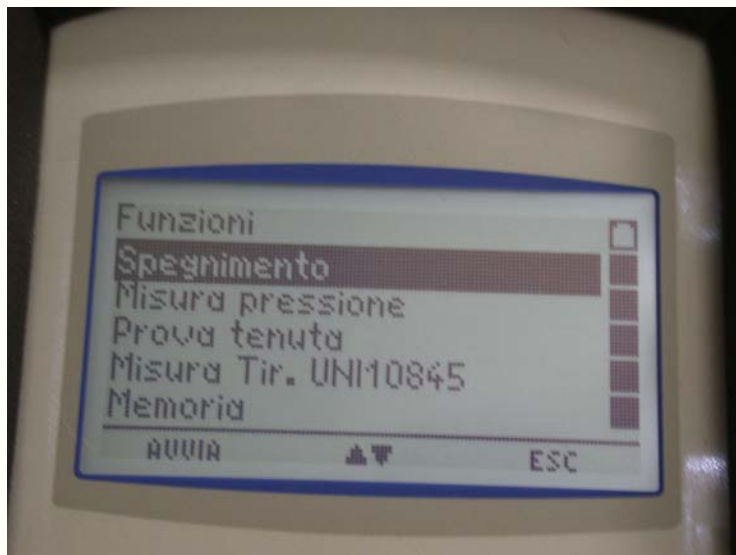 Funzioni
Spegnimento
Misura pressione
Prova tenuta
Misura Tir. UNI10845
Memoria
AVVIA ▲▼ ESC